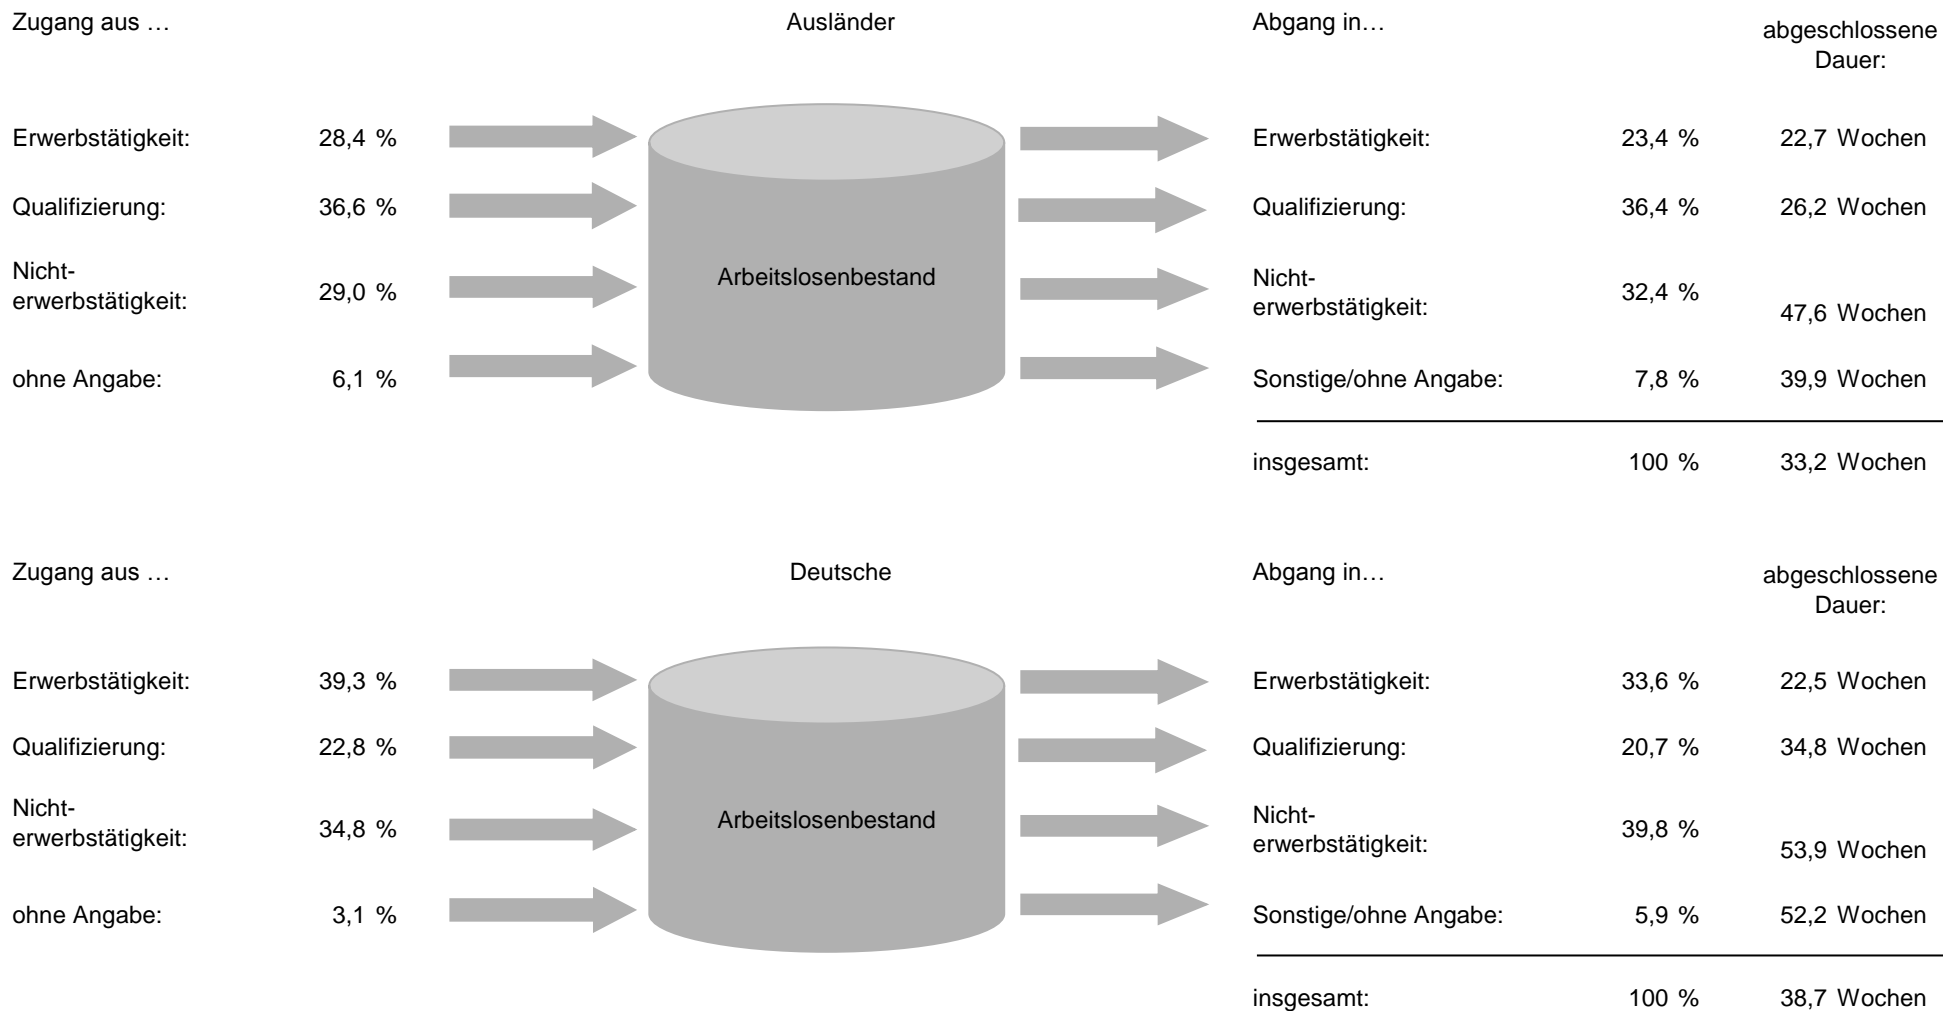 Zugang aus …
Ausländer
Abgang in…
abgeschlossene
Dauer:
Erwerbstätigkeit: 28,4 %
Erwerbstätigkeit: 23,4 % 22,7 Wochen
Qualifizierung: 36,6 %
Qualifizierung: 36,4 % 26,2 Wochen
Nicht-
erwerbstätigkeit: 29,0 %
Arbeitslosenbestand
Nicht-
erwerbstätigkeit: 32,4 % 47,6 Wochen
ohne Angabe: 6,1 %
Sonstige/ohne Angabe: 7,8 % 39,9 Wochen
insgesamt: 100 % 33,2 Wochen
Zugang aus …
Deutsche
Abgang in…
abgeschlossene
Dauer:
Erwerbstätigkeit: 39,3 %
Erwerbstätigkeit: 33,6 % 22,5 Wochen
Qualifizierung: 22,8 %
Qualifizierung: 20,7 % 34,8 Wochen
Nicht-
erwerbstätigkeit: 34,8 %
Arbeitslosenbestand
Nicht-
erwerbstätigkeit: 39,8 % 53,9 Wochen
ohne Angabe: 3,1 %
Sonstige/ohne Angabe: 5,9 % 52,2 Wochen
insgesamt: 100 % 38,7 Wochen